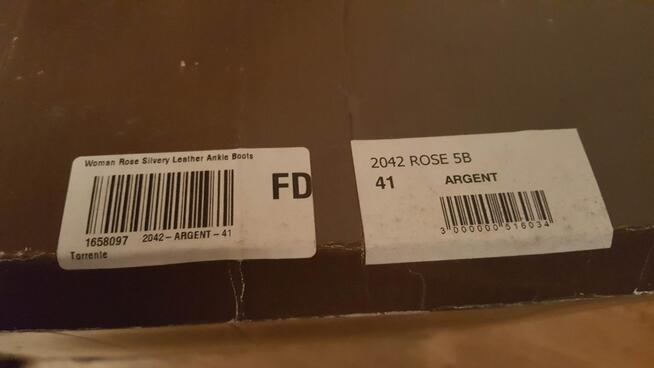 Woman Rose Silvery Leather Ankle Boots
FD
1658097 2042-ARGENT-41
Torrente
2042 ROSE 5B
41 ARGENT
3 000000 516034